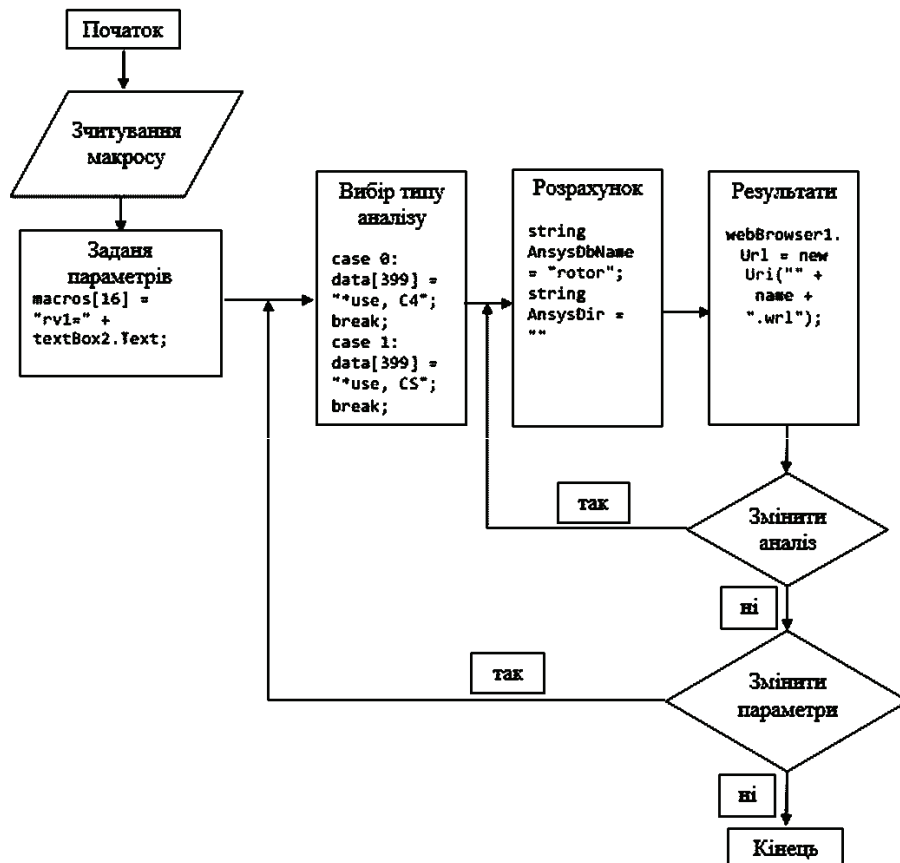 Початок
Зчитування
макросу
Заданя
параметрів
macros[16] =
"rv1=" +
textBox2.Text;
Вибір типу
аналізу
case 0:
data[399] =
"*use, C4";
break;
case 1:
data[399] =
"*use, CS";
break;
Розрахунок
string
AnsysDbName
= "rotor";
string
AnsysDir =
""
Результати
webBrowser1.
Url = new
Uri("" +
name +
".wrl");
так
Змінити
аналіз
ні
так
Змінити
параметри
ні
Кінець